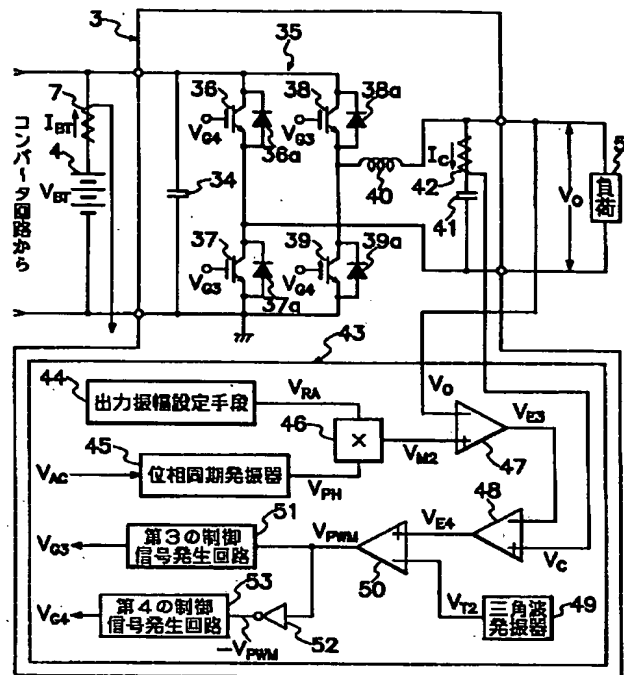 3
35
7
36
38
38a
I_BT
V_G4
V_G3
36a
I_C
5
4
40
42
V_BT
34
41
V_O
負荷
コンバータ回路から
37
39
39a
V_G3
V_G4
37a
43
44
出力振幅設定手段
V_RA
46
×
V_O
V_E3
45
V_AC
位相同期発振器
V_PH
V_M2
47
48
51
V_G3
第3の制御
信号発生回路
V_PWM
V_E4
V_C
50
53
V_G4
第4の制御
信号発生回路
52
−V_PWM
V_T2
三角波
発振器
49